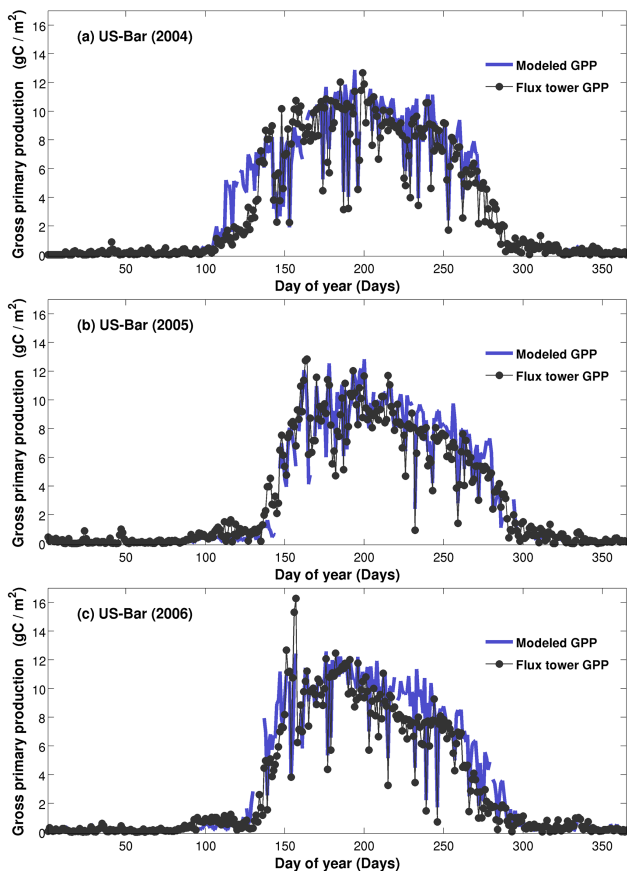 (a) US-Bar (2004)
Modeled GPP
Flux tower GPP
Gross primary production (gC / m²)
16
14
12
10
8
6
4
2
0
50 100 150 200 250 300 350
Day of year (Days)
(b) US-Bar (2005)
Modeled GPP
Flux tower GPP
Gross primary production (gC / m²)
16
14
12
10
8
6
4
2
0
50 100 150 200 250 300 350
Day of year (Days)
(c) US-Bar (2006)
Modeled GPP
Flux tower GPP
Gross primary production (gC / m²)
16
14
12
10
8
6
4
2
0
50 100 150 200 250 300 350
Day of year (Days)